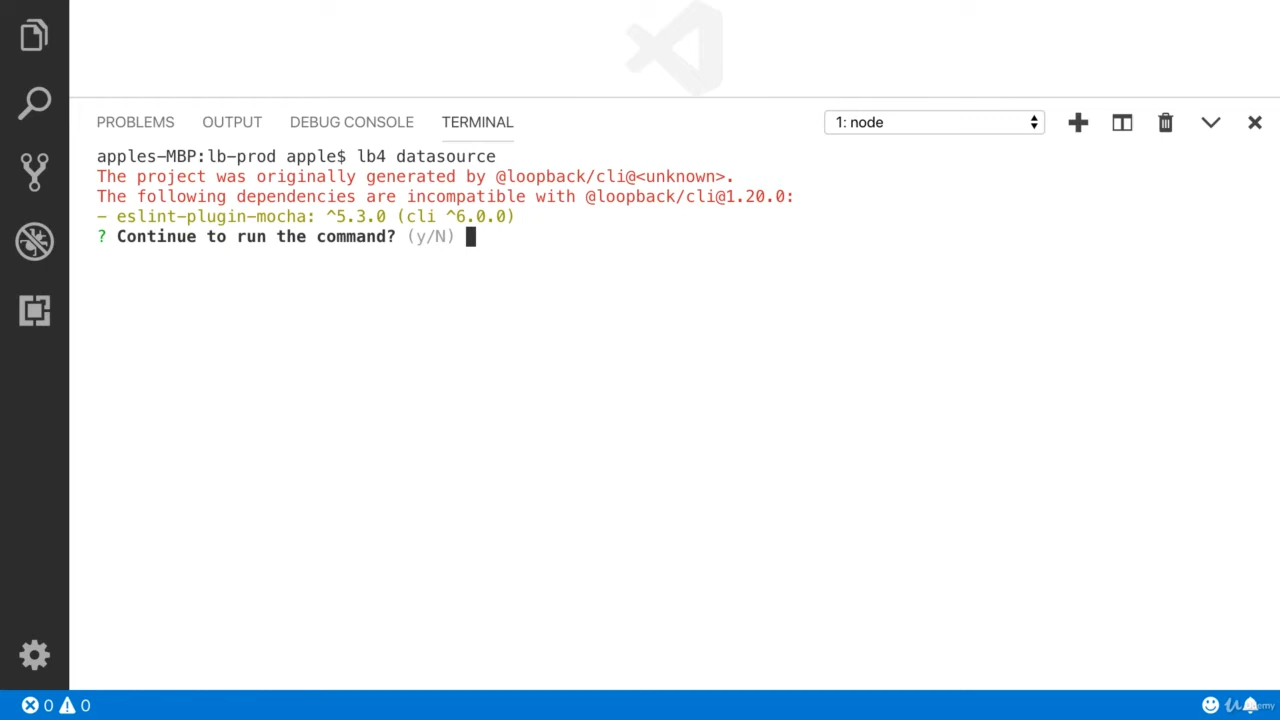 PROBLEMS OUTPUT DEBUG CONSOLE TERMINAL 1: node
apples-MBP:lb-prod apple$ lb4 datasource
The project was originally generated by @loopback/cli@<unknown>.
The following dependencies are incompatible with @loopback/cli@1.20.0:
- eslint-plugin-mocha: ^5.3.0 (cli ^6.0.0)
? Continue to run the command? (y/N)
0 0